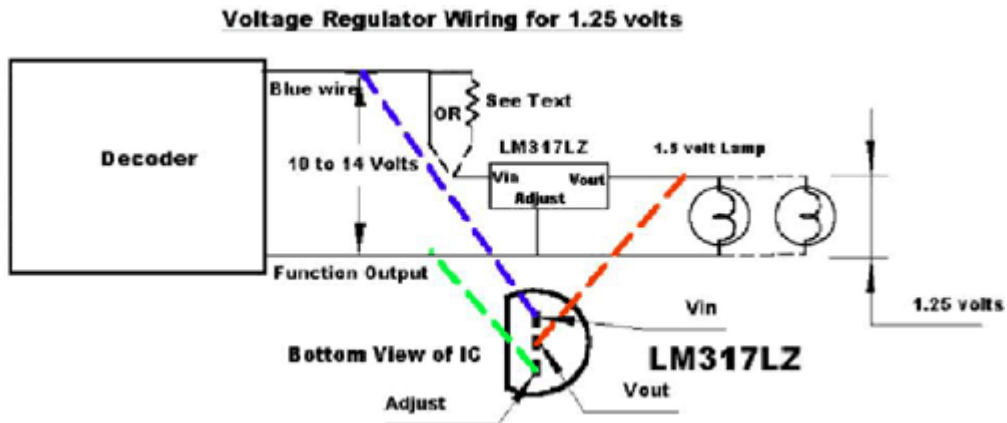 Voltage Regulator Wiring for 1.25 volts
Blue wire
OR
See Text
Decoder
10 to 14 Volts
LM317LZ
1.5 volt Lamp
Vin
Vout
Adjust
Function Output
1.25 volts
Vin
Bottom View of IC
LM317LZ
Vout
Adjust